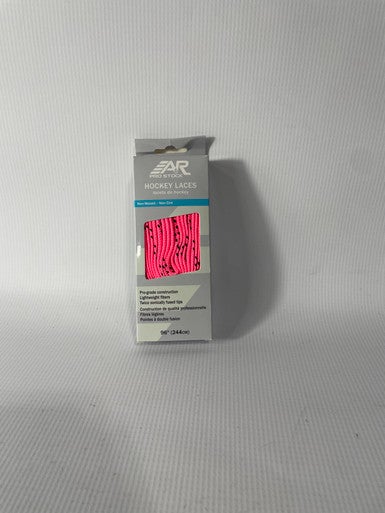 AR
PRO STOCK
HOCKEY LACES
lacets de hockey
Non-Waxed - Non-Ciré
Pro-grade construction
Lightweight fibers
Twice sonically fused tips
Construction de qualité professionnelle
Fibres légères
Pointes à double fusion
96" (244cm)